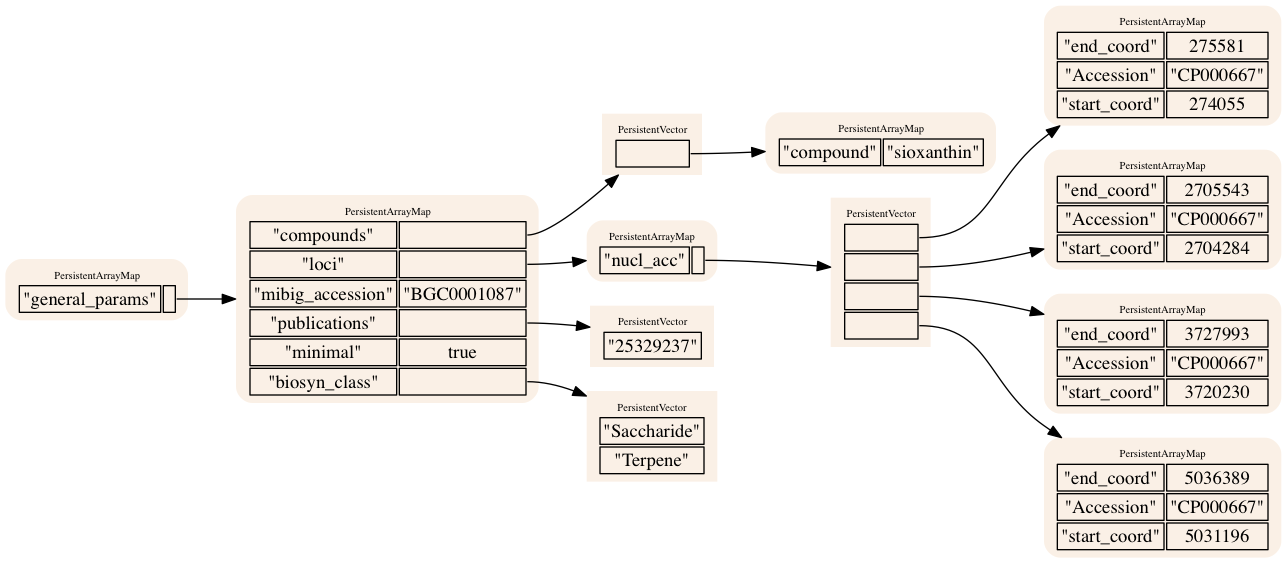 PersistentArrayMap
"general_params"
PersistentArrayMap
"compounds"
"loci"
"mibig_accession" "BGC0001087"
"publications"
"minimal" true
"biosyn_class"
PersistentVector
PersistentArrayMap
"compound" "sioxanthin"
PersistentArrayMap
"nucl_acc"
PersistentVector
"25329237"
PersistentVector
"Saccharide"
"Terpene"
PersistentVector
PersistentArrayMap
"end_coord" 275581
"Accession" "CP000667"
"start_coord" 274055
PersistentArrayMap
"end_coord" 2705543
"Accession" "CP000667"
"start_coord" 2704284
PersistentArrayMap
"end_coord" 3727993
"Accession" "CP000667"
"start_coord" 3720230
PersistentArrayMap
"end_coord" 5036389
"Accession" "CP000667"
"start_coord" 5031196